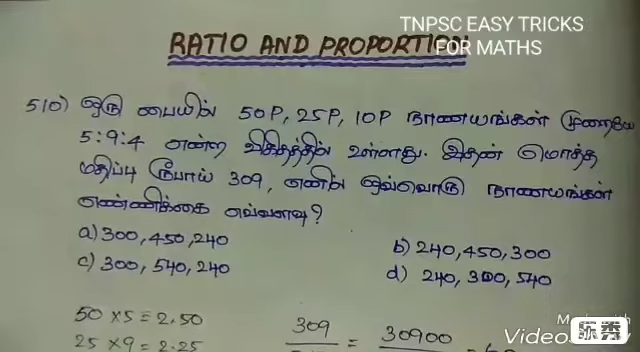 TNPSC EASY TRICKS
FOR MATHS
RATIO AND PROPORTION
510) ஒரு பையில் 50P, 25P, 10P நாணயங்கள் முறையே
5:9:4 என்ற விகிதத்தில் உள்ளது. இதன் மொத்த
மதிப்பு ரூபாய் 309, எனில் ஒவ்வொரு நாணயங்கள்
எண்ணிக்கை எவ்வளவு?
a) 300, 450, 240
b) 240, 450, 300
c) 300, 540, 240
d) 240, 300, 540
50 × 5 = 2.50
25 × 9 = 2.25
309
= 30900